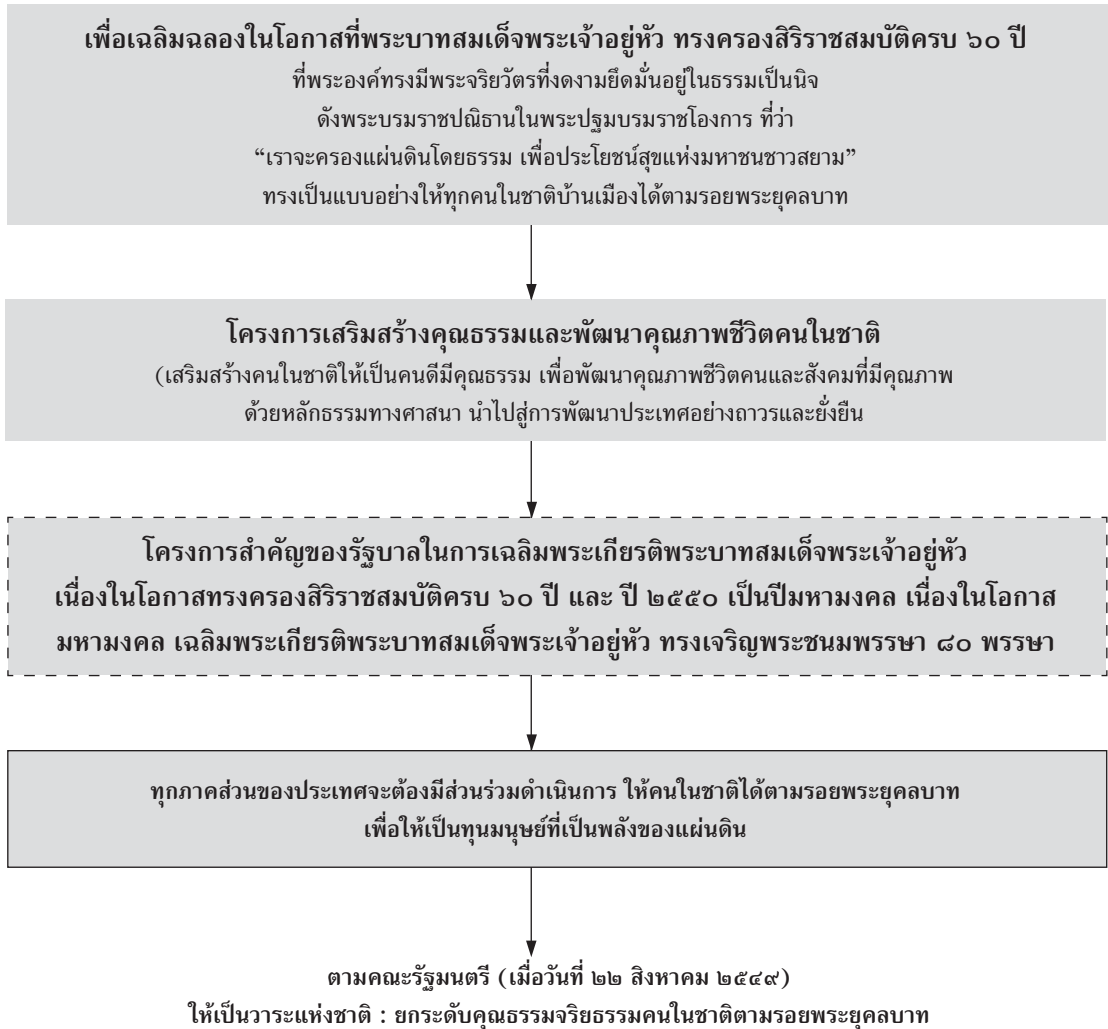 เพื่อเฉลิมฉลองในโอกาสที่พระบาทสมเด็จพระเจ้าอยู่หัว ทรงครองสิริราชสมบัติครบ ๖๐ ปี
ที่พระองค์ทรงมีพระจริยวัตรที่งดงามยึดมั่นอยู่ในธรรมเป็นนิจ
ดังพระบรมราชปณิธานในพระปฐมบรมราชโองการ ที่ว่า
“เราจะครองแผ่นดินโดยธรรม เพื่อประโยชน์สุขแห่งมหาชนชาวสยาม”
ทรงเป็นแบบอย่างให้ทุกคนในชาติบ้านเมืองได้ตามรอยพระยุคลบาท
โครงการเสริมสร้างคุณธรรมและพัฒนาคุณภาพชีวิตคนในชาติ
(เสริมสร้างคนในชาติให้เป็นคนดีมีคุณธรรม เพื่อพัฒนาคุณภาพชีวิตคนและสังคมที่มีคุณภาพ
ด้วยหลักธรรมทางศาสนา นำไปสู่การพัฒนาประเทศอย่างถาวรและยั่งยืน
โครงการสำคัญของรัฐบาลในการเฉลิมพระเกียรติพระบาทสมเด็จพระเจ้าอยู่หัว
เนื่องในโอกาสทรงครองสิริราชสมบัติครบ ๖๐ ปี และ ปี ๒๕๕๐ เป็นปีมหามงคล เนื่องในโอกาส
มหามงคล เฉลิมพระเกียรติพระบาทสมเด็จพระเจ้าอยู่หัว ทรงเจริญพระชนมพรรษา ๘๐ พรรษา
ทุกภาคส่วนของประเทศจะต้องมีส่วนร่วมดำเนินการ ให้คนในชาติได้ตามรอยพระยุคลบาท
เพื่อให้เป็นทุนมนุษย์ที่เป็นพลังของแผ่นดิน
ตามคณะรัฐมนตรี (เมื่อวันที่ ๒๒ สิงหาคม ๒๕๔๙)
ให้เป็นวาระแห่งชาติ : ยกระดับคุณธรรมจริยธรรมคนในชาติตามรอยพระยุคลบาท